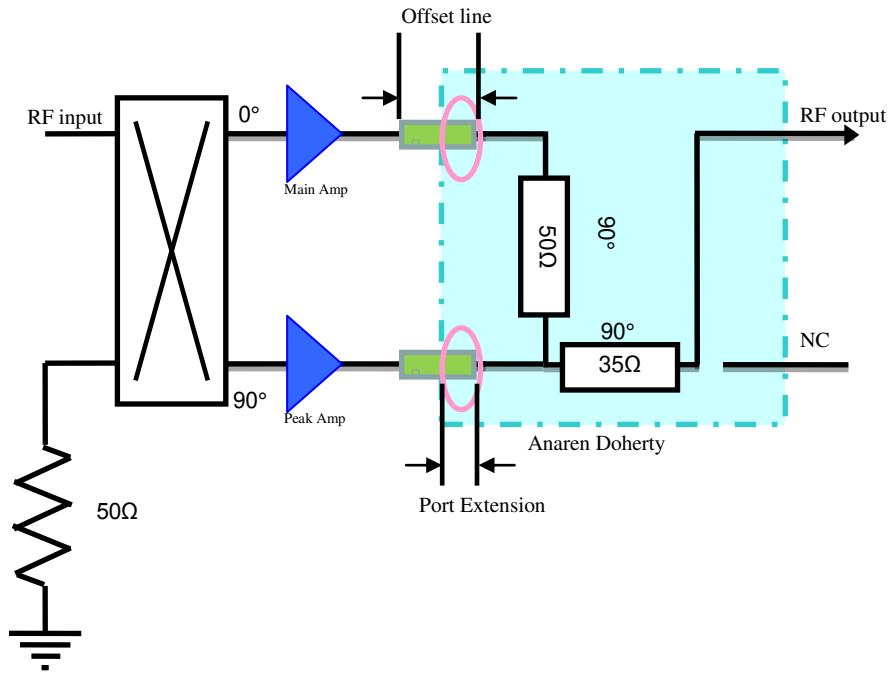 Offset line
RF input
0°
RF output
Main Amp
50Ω
90°
90°
35Ω
NC
90°
Peak Amp
Anaren Doherty
Port Extension
50Ω